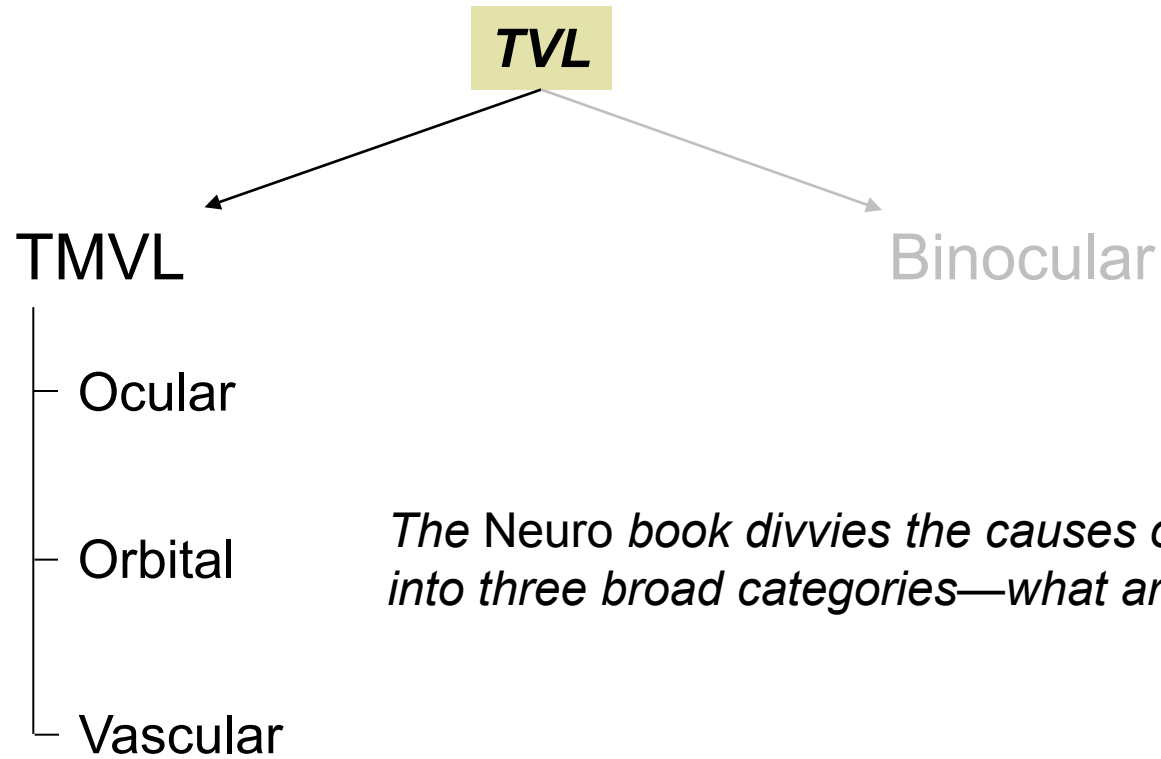 TVL
TMVL
Binocular
Ocular
Orbital
The Neuro book divvies the causes
into three broad categories—what
Vascular